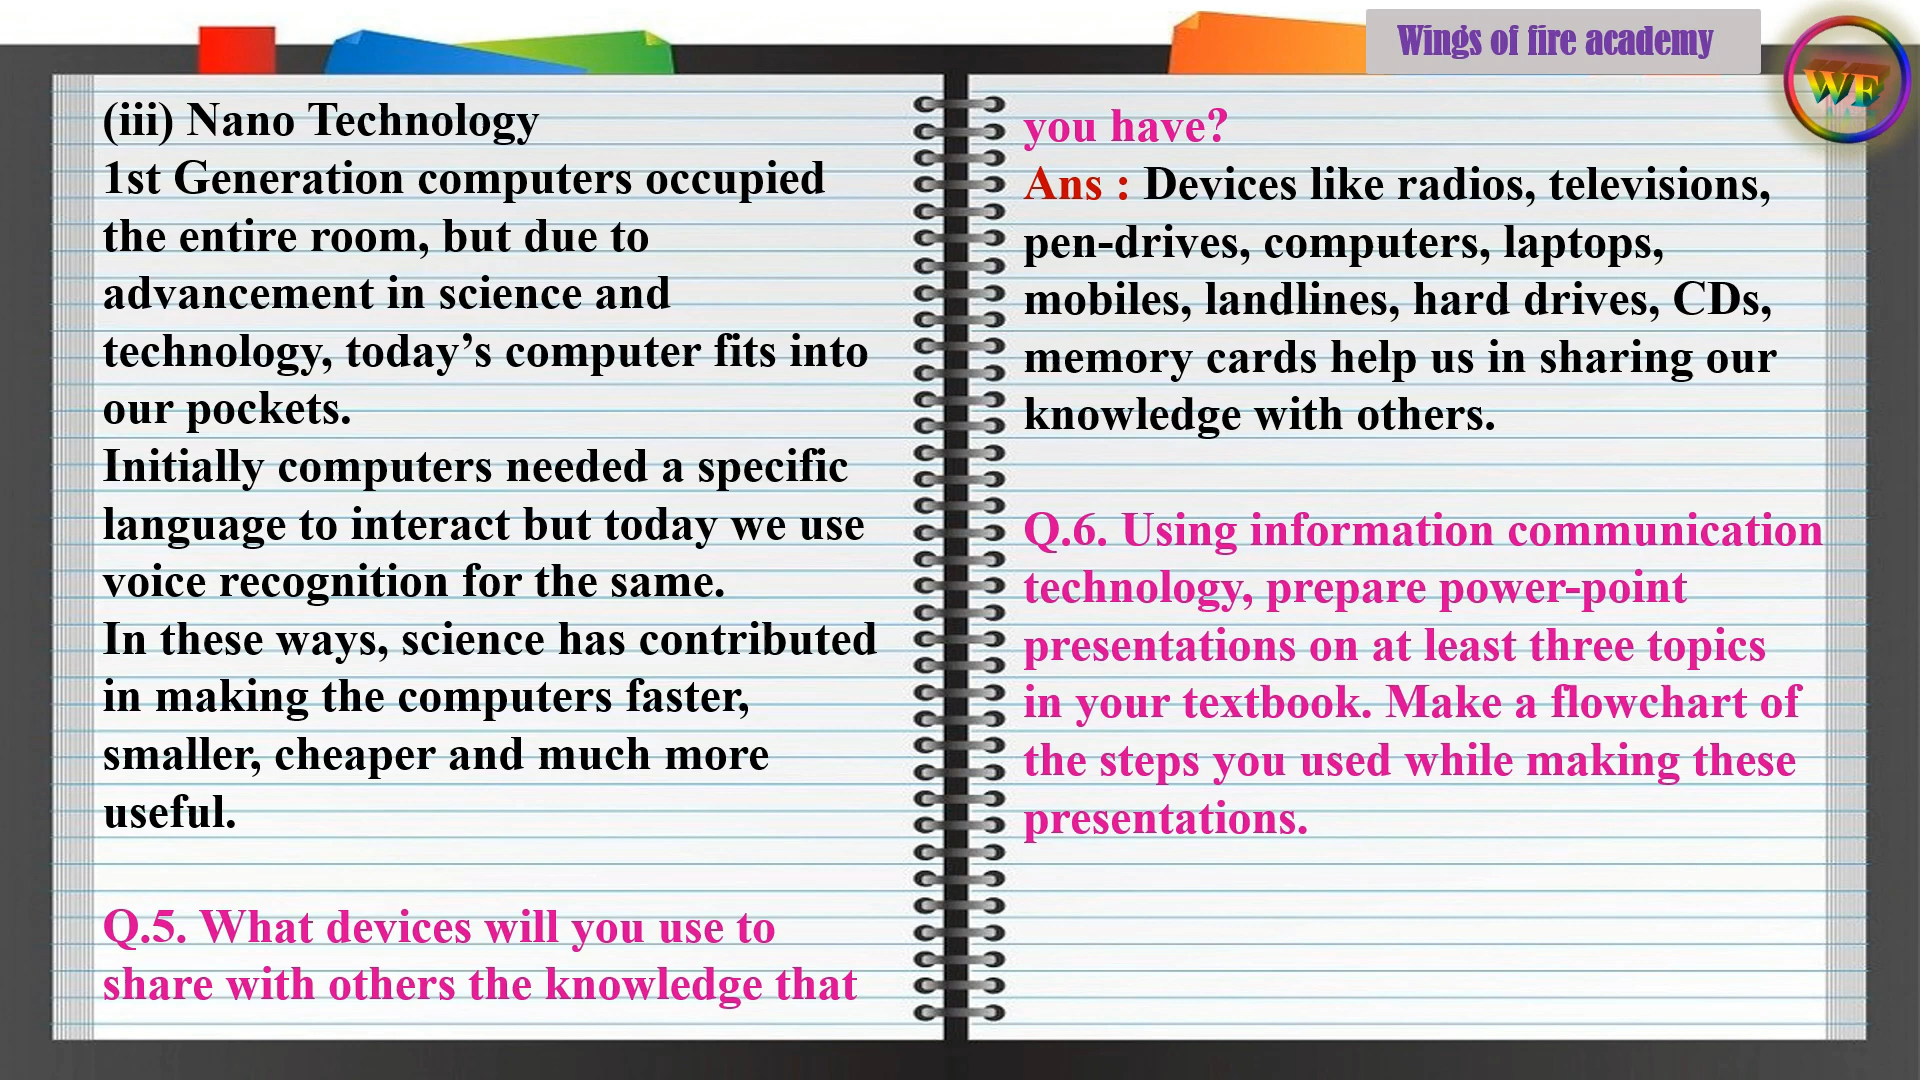 Wings of fire academy
WF
(iii) Nano Technology
1st Generation computers occupied
the entire room, but due to
advancement in science and
technology, today’s computer fits into
our pockets.
Initially computers needed a specific
language to interact but today we use
voice recognition for the same.
In these ways, science has contributed
in making the computers faster,
smaller, cheaper and much more
useful.
Q.5. What devices will you use to
share with others the knowledge that
you have?
Ans : Devices like radios, televisions,
pen-drives, computers, laptops,
mobiles, landlines, hard drives, CDs,
memory cards help us in sharing our
knowledge with others.
Q.6. Using information communication
technology, prepare power-point
presentations on at least three topics
in your textbook. Make a flowchart of
the steps you used while making these
presentations.